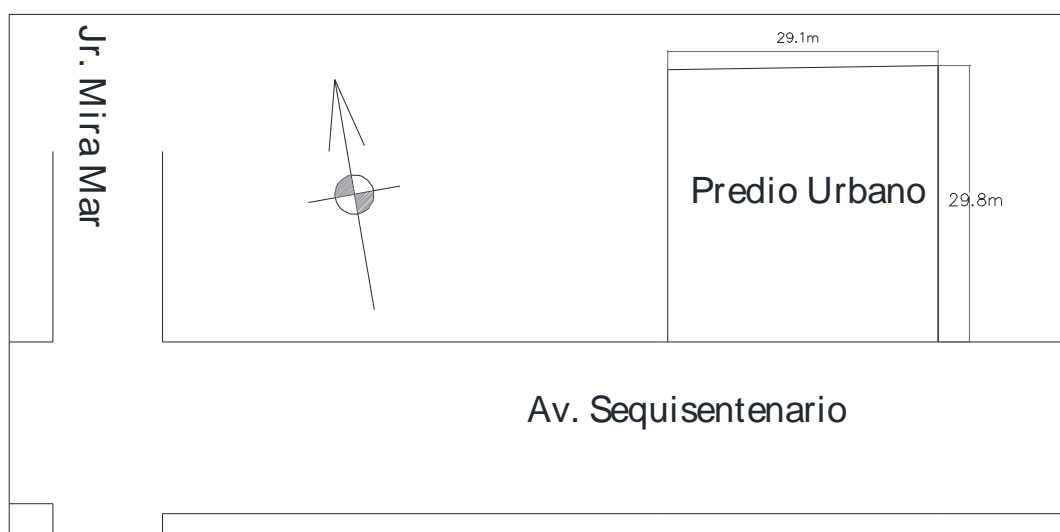 Jr. Mira Mar
29.1m
Predio Urbano
29.8m
Av. Sequisentenario